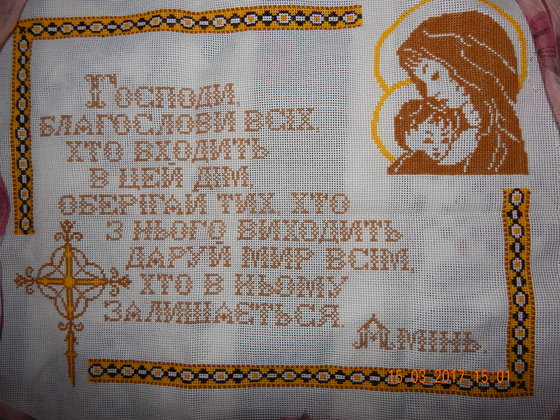 Господи,
БЛАГОСЛОВИ ВСІХ,
ХТО ВХОДИТЬ
В ЦЕЙ ДІМ,
ОБЕРІГАЙ ТИХ, ХТО
З НЬОГО ВИХОДИТЬ
ДАРУЙ МИР ВСІМ,
ХТО В НЬОМУ
ЗАЛИШАЄТЬСЯ.
АМІНЬ.
15 03 2017 15:01